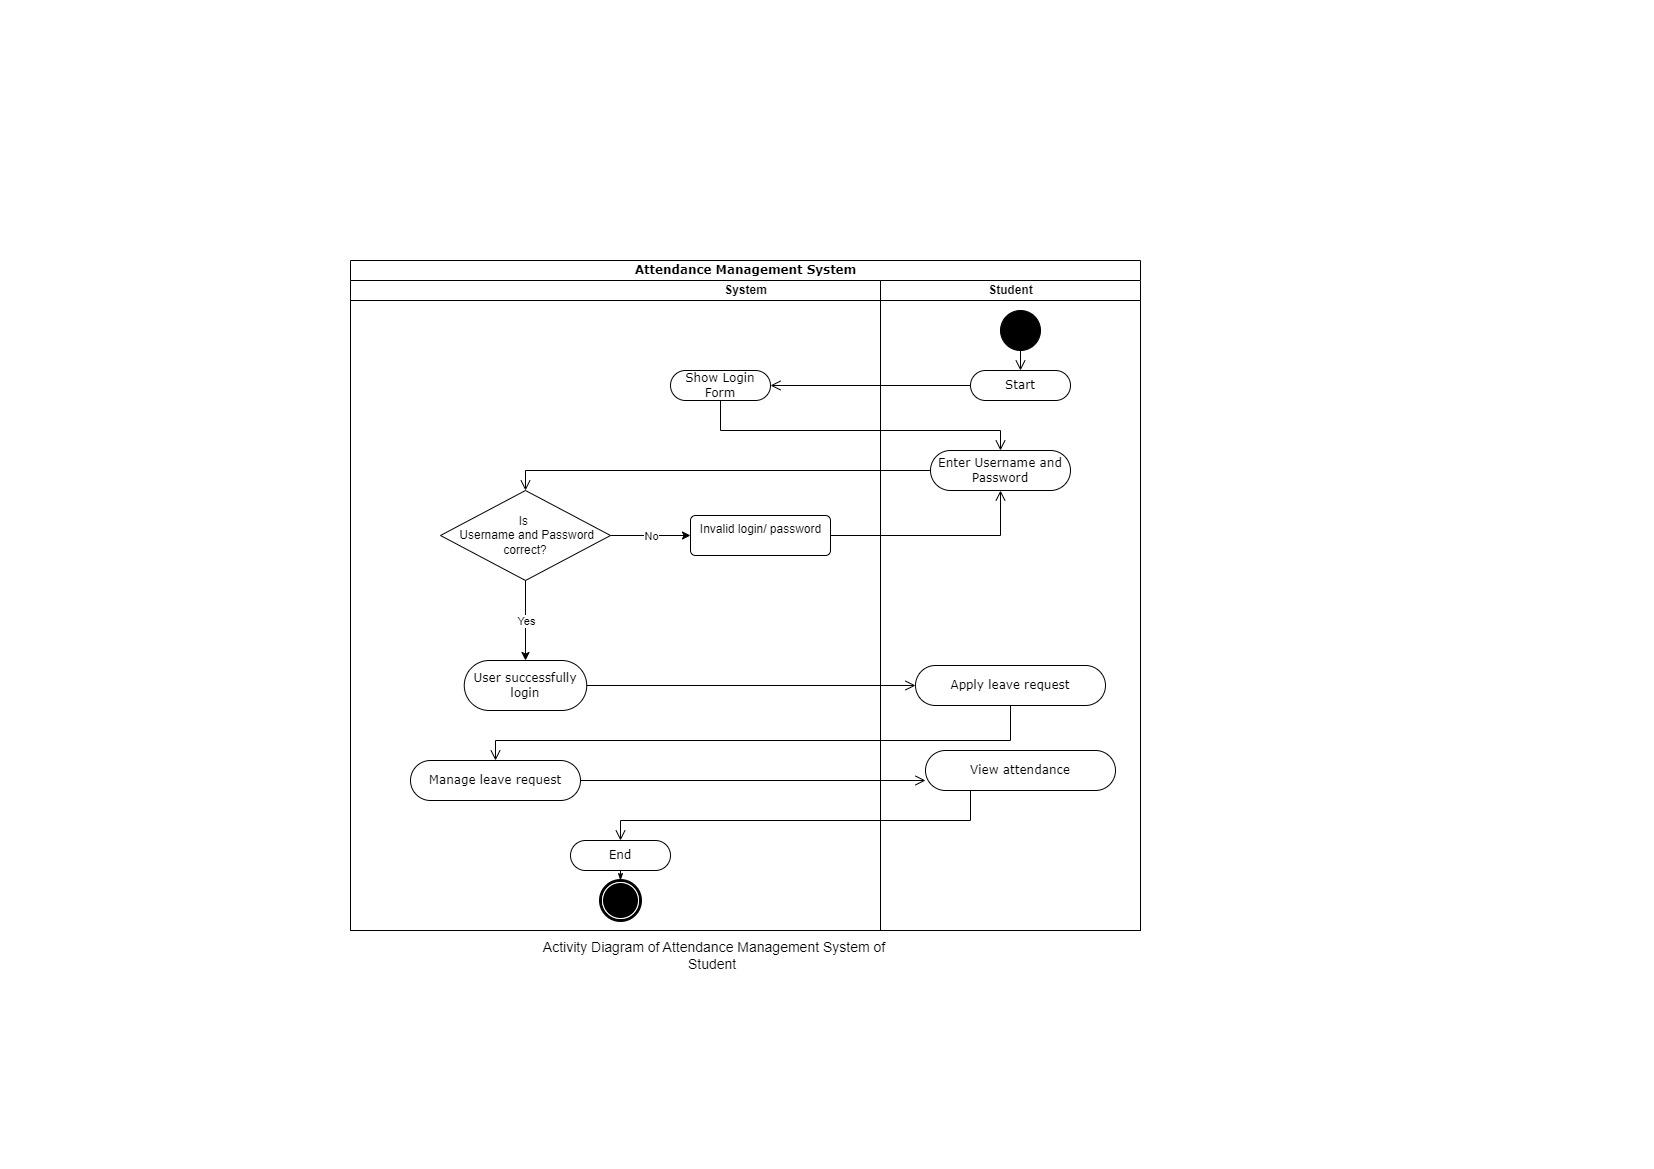 Attendance Management System
System
Student
Show Login
Form
Start
Enter Username and
Password
Is
Username and Password
correct?
No
Invalid login/ password
Yes
User successfully
login
Apply leave request
Manage leave request
View attendance
End
Activity Diagram of Attendance Management System of
Student